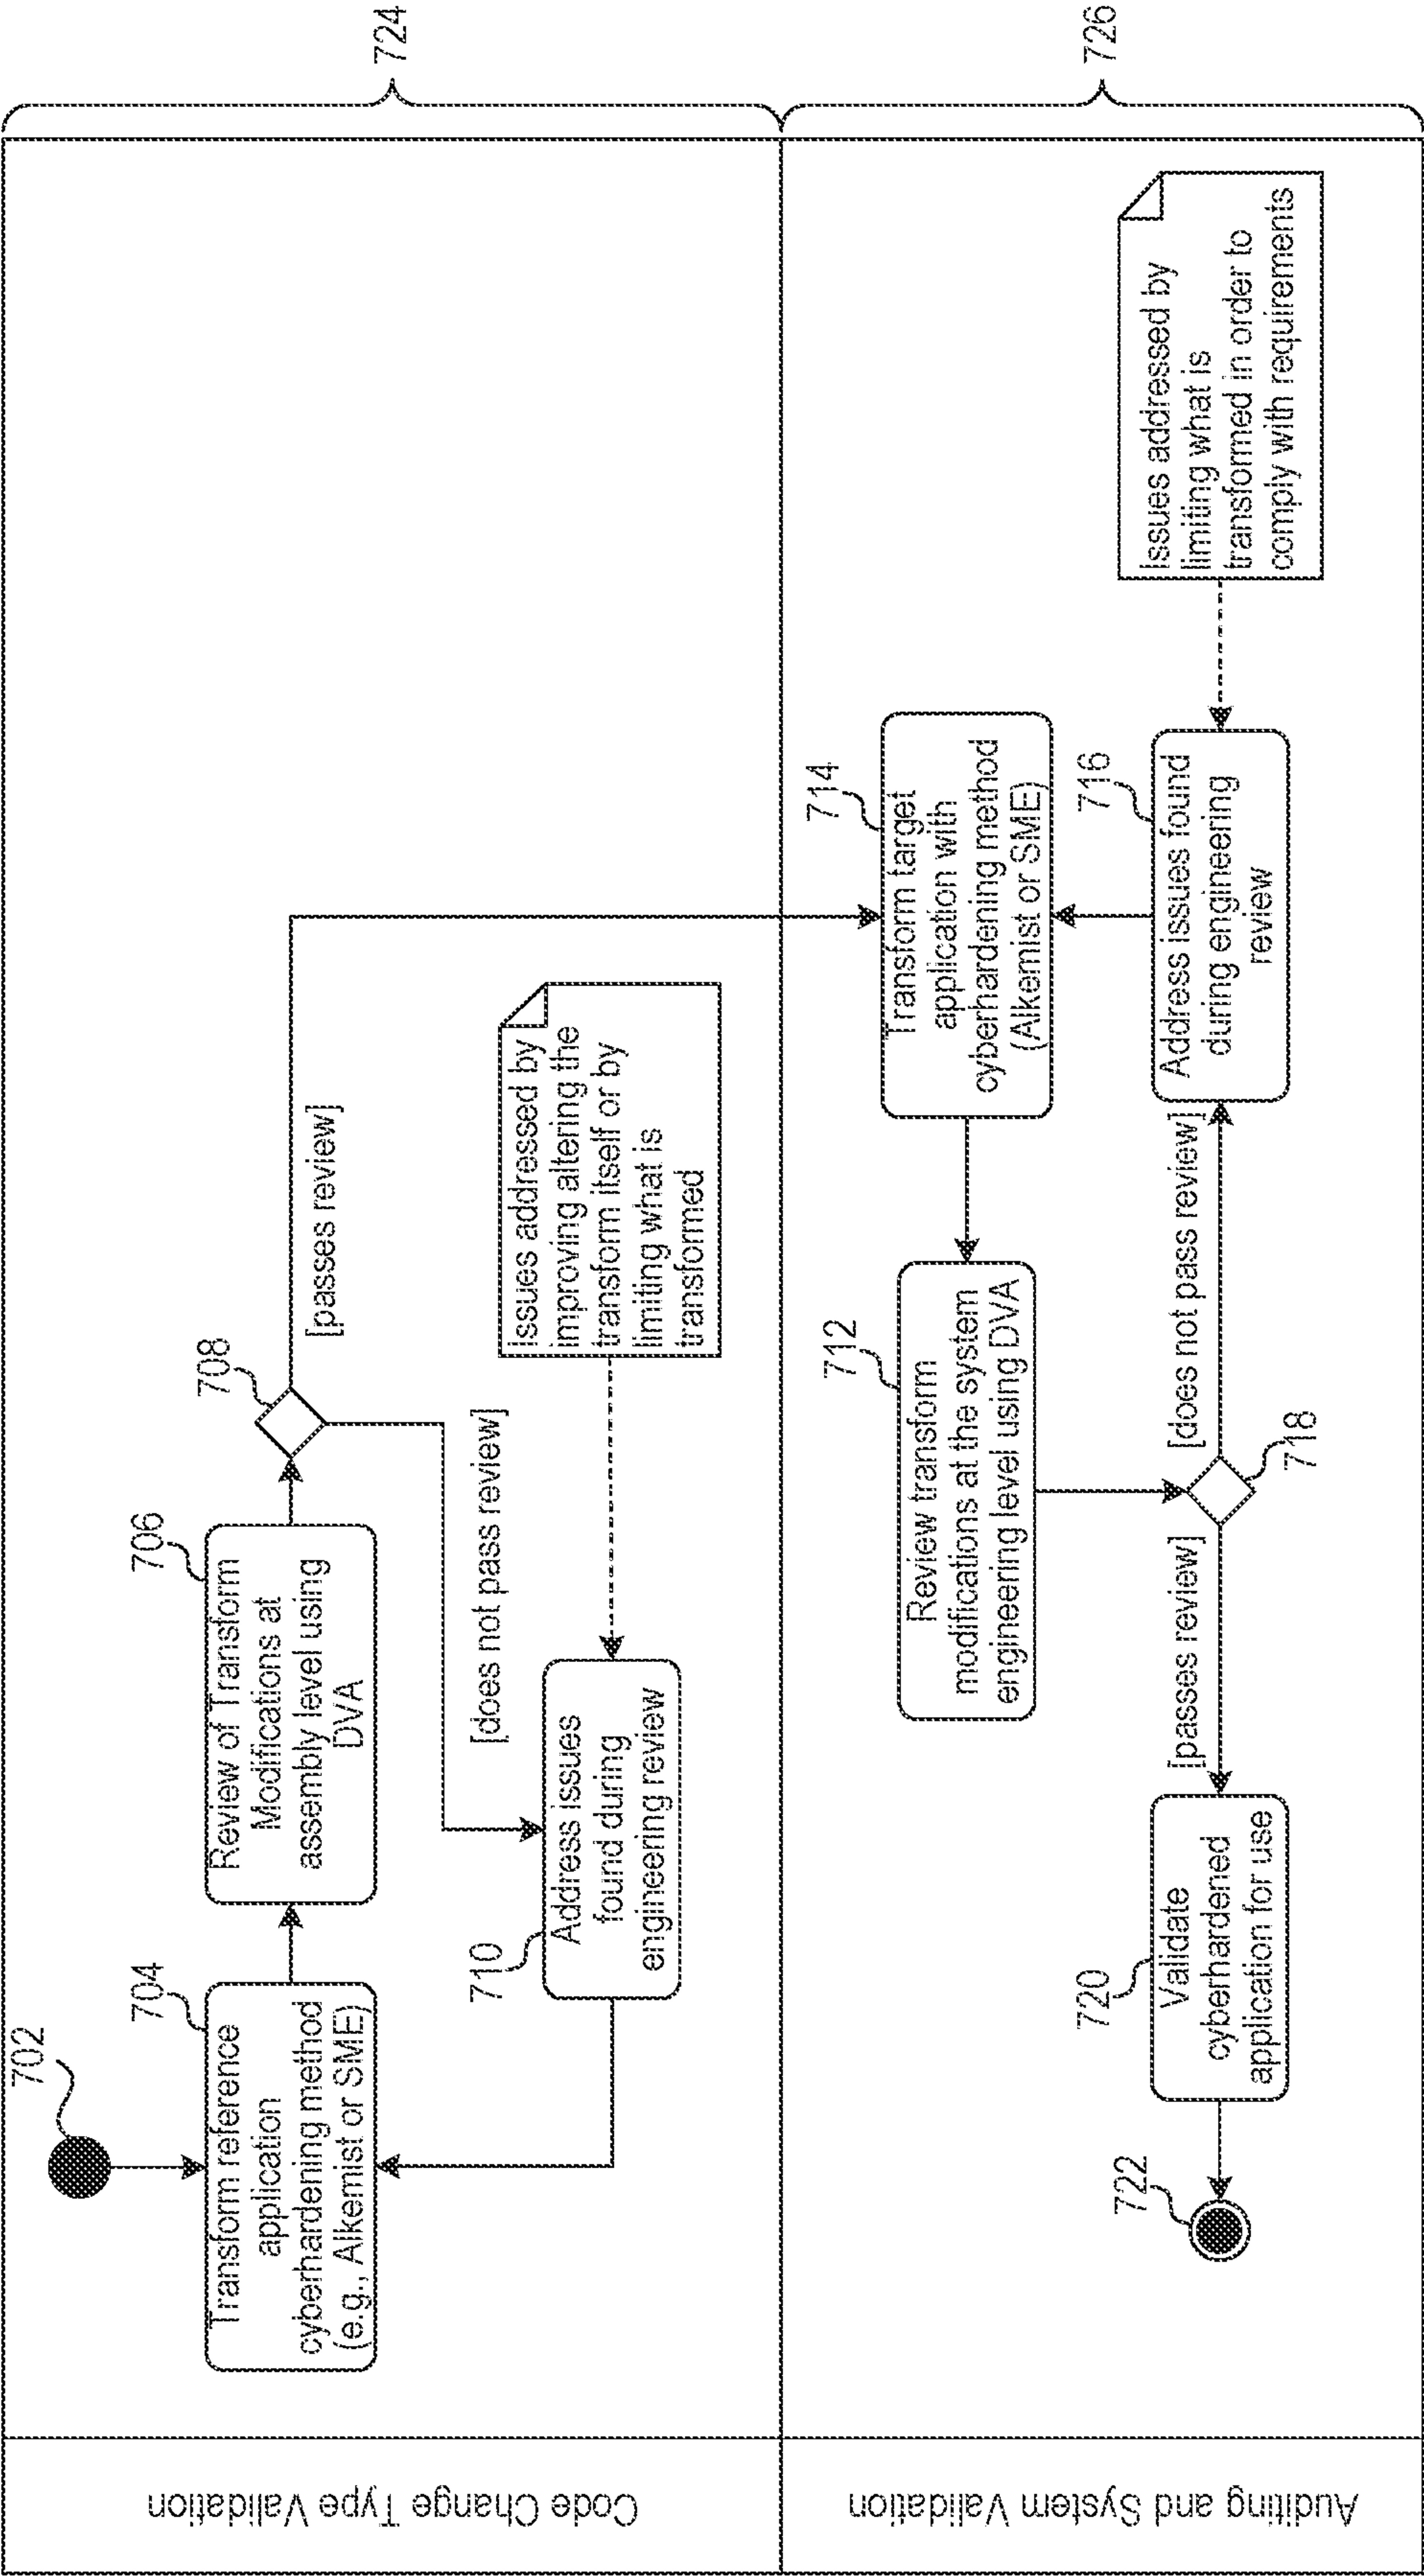 Code Change Type Validation
702
704
Transform reference
application
cyberhardening method
(e.g., Alkemist or SME)
706
Review of Transform
Modifications at
assembly level using
DVA
708
[passes review]
[does not pass review]
710
Address issues
found during
engineering review
Issues addressed by
improving altering the
transform itself or by
limiting what is
transformed
724
Auditing and System Validation
714
Transform target
application with
cyberhardening method
(Alkemist or SME)
712
Review transform
modifications at the system
engineering level using DVA
716
Address issues found
during engineering
review
Issues addressed by
limiting what is
transformed in order to
comply with requirements
[does not pass review]
718
[passes review]
720
Validate
cyberhardened
application for use
722
726